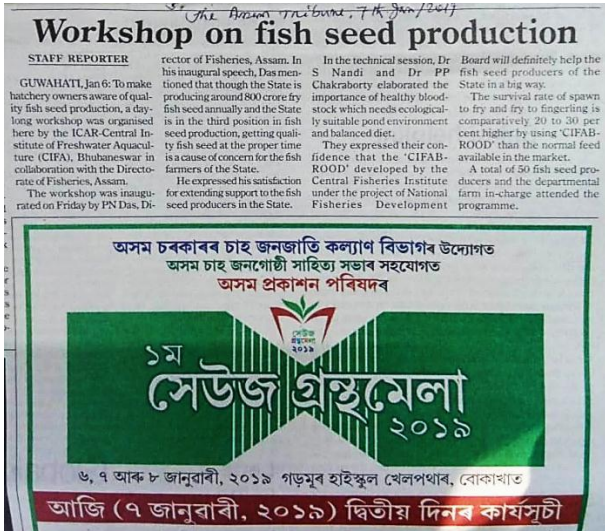 The Assam Tribune, 7th Jan/2019
Workshop on fish seed production
STAFF REPORTER
GUWAHATI, Jan 6: To make
hatchery owners aware of qual-
ity fish seed production, a day-
long workshop was organised
here by the ICAR-Central In-
stitute of Freshwater Aquacul-
ture (CIFA), Bhubaneswar in
collaboration with the Directo-
rate of Fisheries, Assam.
The workshop was inaugu-
rated on Friday by PN Das, Di-
rector of Fisheries, Assam. In
his inaugural speech, Das men-
tioned that though the State is
producing around 800 crore fry
fish seed annually and the State
is in the third position in fish
seed production, getting quali-
ty fish seed at the proper time
is a cause of concern for the fish
farmers of the State.
He expressed his satisfaction
for extending support to the fish
seed producers in the State.
In the technical session, Dr
S Nandi and Dr PP
Chakraborty elaborated the
importance of healthy blood-
stock which needs ecological-
ly suitable pond environment
and balanced diet.
They expressed their con-
fidence that the 'CIFAB-
ROOD' developed by the
Central Fisheries Institute
under the project of National
Fisheries Development
Board will definitely help the
fish seed producers of the
State in a big way.
The survival rate of spawn
to fry and fry to fingerling is
comparatively 20 to 30 per
cent higher by using 'CIFAB-
ROOD' than the normal feed
available in the market.
A total of 50 fish seed pro-
ducers and the departmental
farm in-charge attended the
programme.
অসম চৰকাৰৰ চাহ জনজাতি কল্যাণ বিভাগৰ উদ্যোগত
অসম চাহ জনগোষ্ঠী সাহিত্য সভাৰ সহযোগত
অসম প্ৰকাশন পৰিষদৰ
সেউজ
গ্ৰন্থমেলা
২০১৯
১ম
সেউজ গ্ৰন্থমেলা
২০১৯
৬, ৭ আৰু ৮ জানুৱাৰী, ২০১৯ গড়মূৰ হাইস্কুল খেলপথাৰ, বোকাখাত
আজি (৭ জানুৱাৰী, ২০১৯) দ্বিতীয় দিনৰ কাৰ্যসূচী